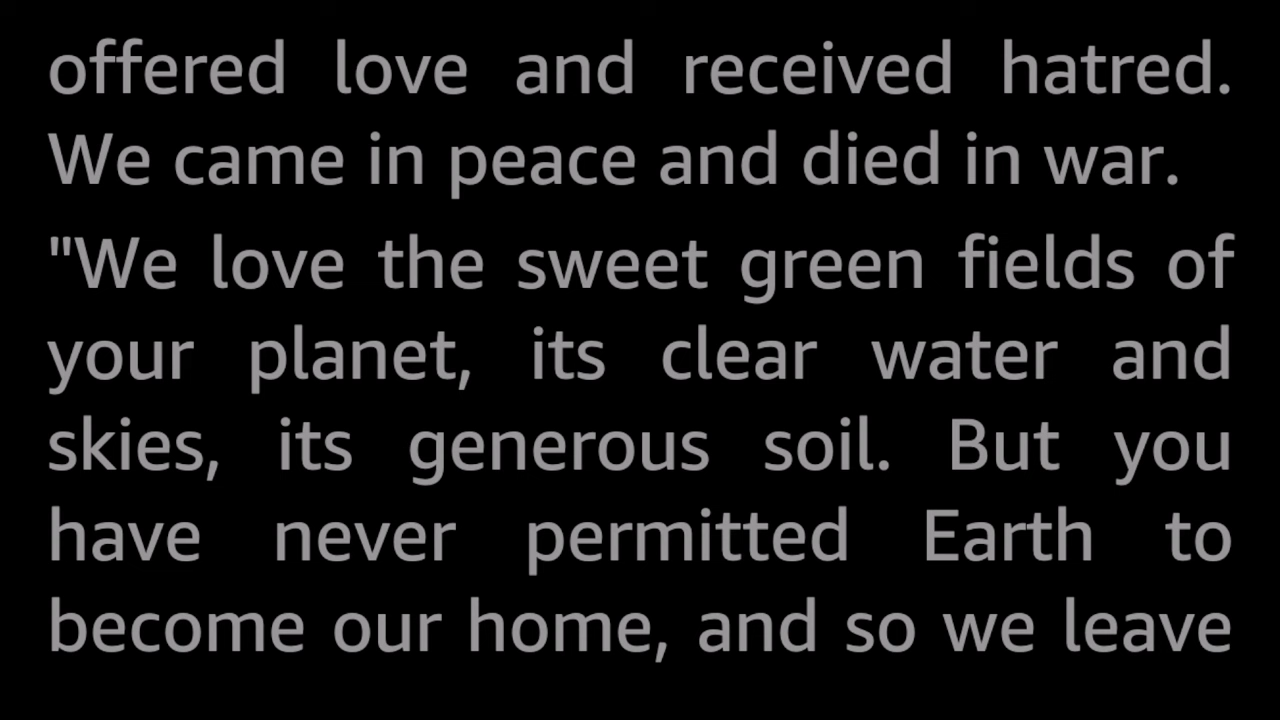 offered love and received hatred.
We came in peace and died in war.
"We love the sweet green fields of
your planet, its clear water and
skies, its generous soil. But you
have never permitted Earth to
become our home, and so we leave